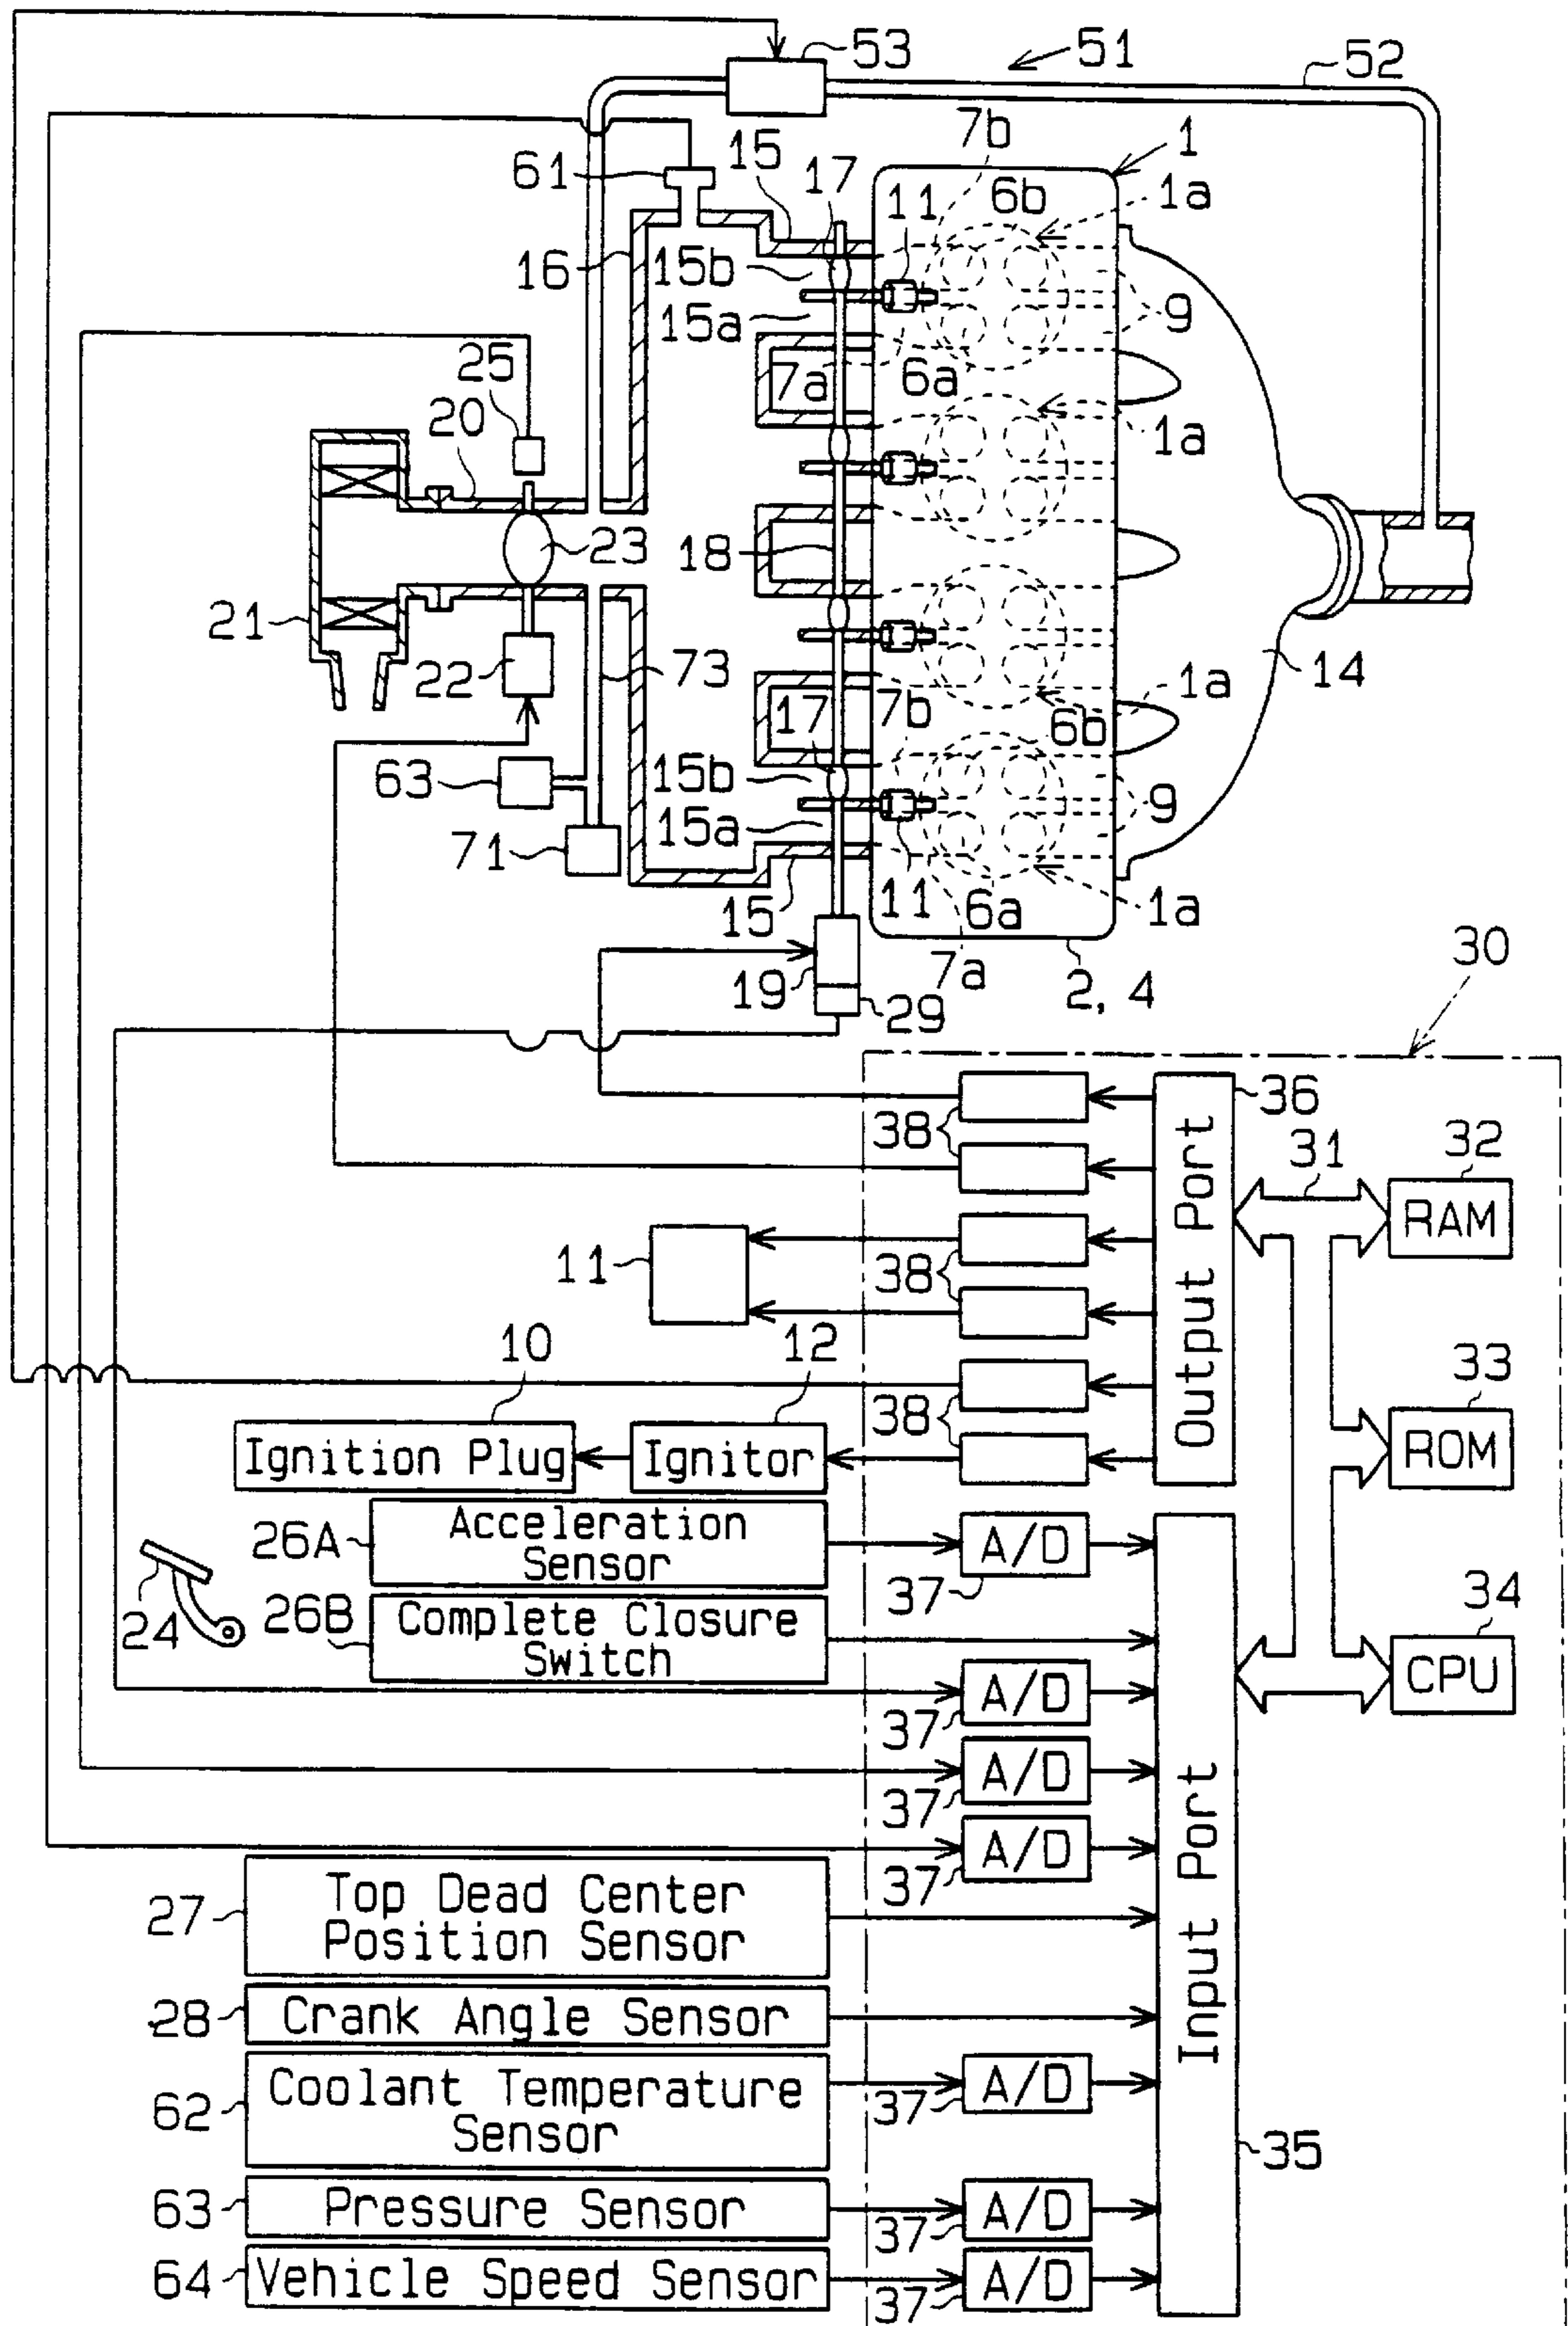 53
51
52
7b
1
61
15
17
11
6b
1a
16
15b
15a
9
25
7a
6a
20
1a
23
18
21
22
73
7b
1a
14
17
6b
63
15b
9
71
15a
15
11
6a
1a
7a
19
2, 4
30
29
36
38
Output Port
31
32
RAM
11
38
10
12
33
38
ROM
Ignition Plug
Ignitor
26A
Acceleration
Sensor
A/D
37
24
26B
Complete Closure
Switch
34
CPU
A/D
37
A/D
37
A/D
37
Input Port
27
Top Dead Center
Position Sensor
28
Crank Angle Sensor
62
Coolant Temperature
Sensor
A/D
37
35
63
Pressure Sensor
A/D
37
64
Vehicle Speed Sensor
A/D
37